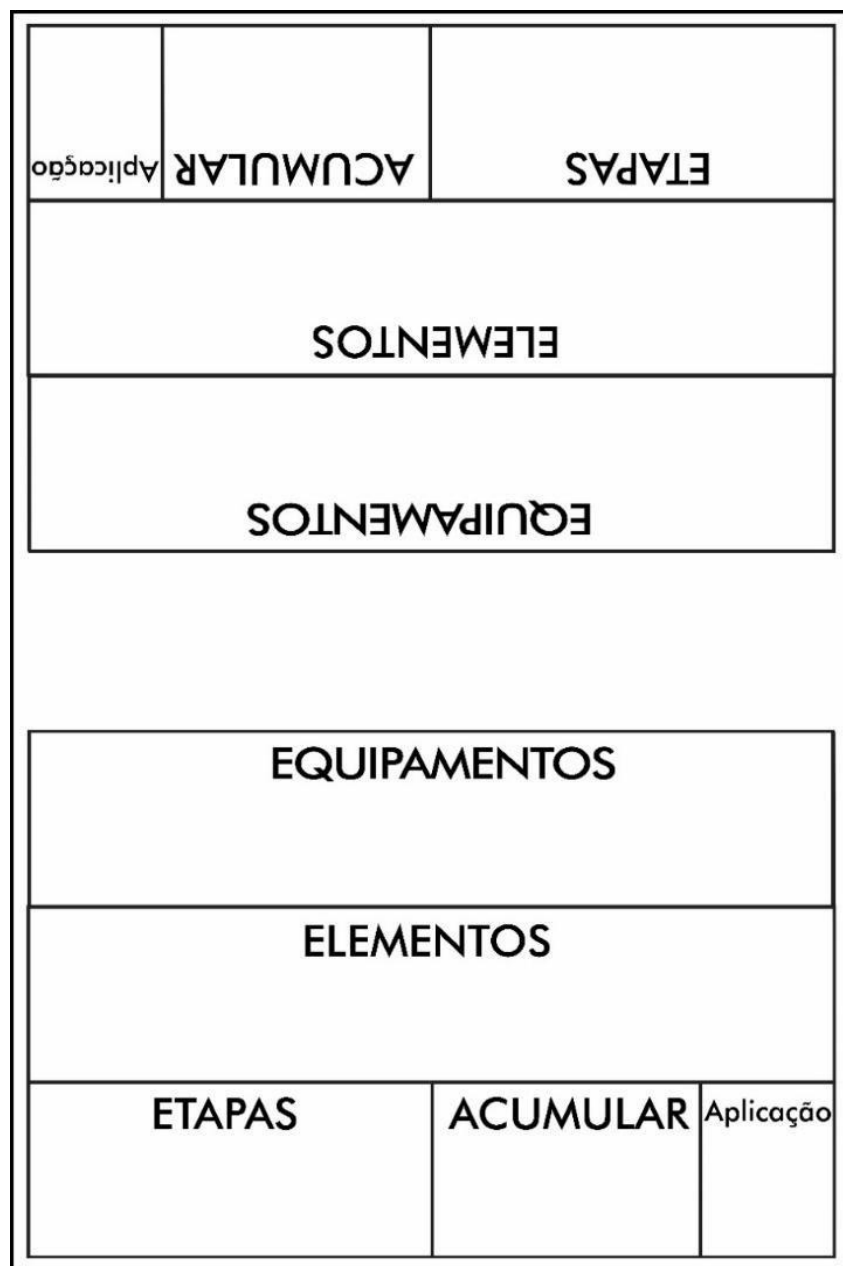 Aplicação ACUMULAR ETAPAS
ELEMENTOS
EQUIPAMENTOS
EQUIPAMENTOS
ELEMENTOS
ETAPAS ACUMULAR Aplicação